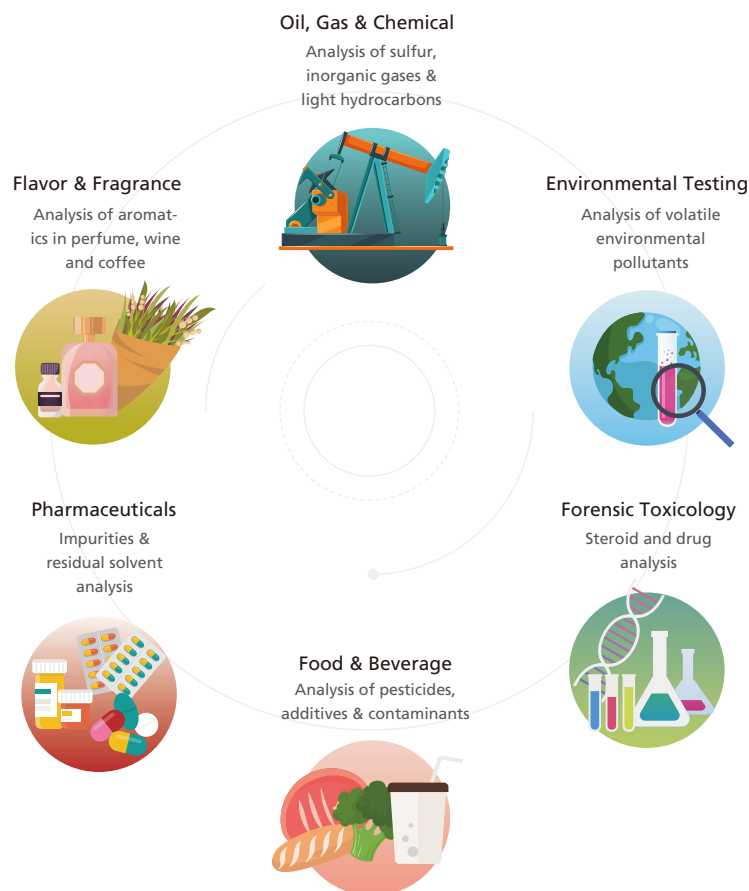 Oil, Gas & Chemical
Analysis of sulfur,
inorganic gases &
light hydrocarbons
Flavor & Fragrance
Analysis of aromat-
ics in perfume, wine
and coffee
Environmental Testing
Analysis of volatile
environmental
pollutants
Pharmaceuticals
Impurities &
residual solvent
analysis
Forensic Toxicology
Steroid and drug
analysis
Food & Beverage
Analysis of pesticides,
additives & contaminants